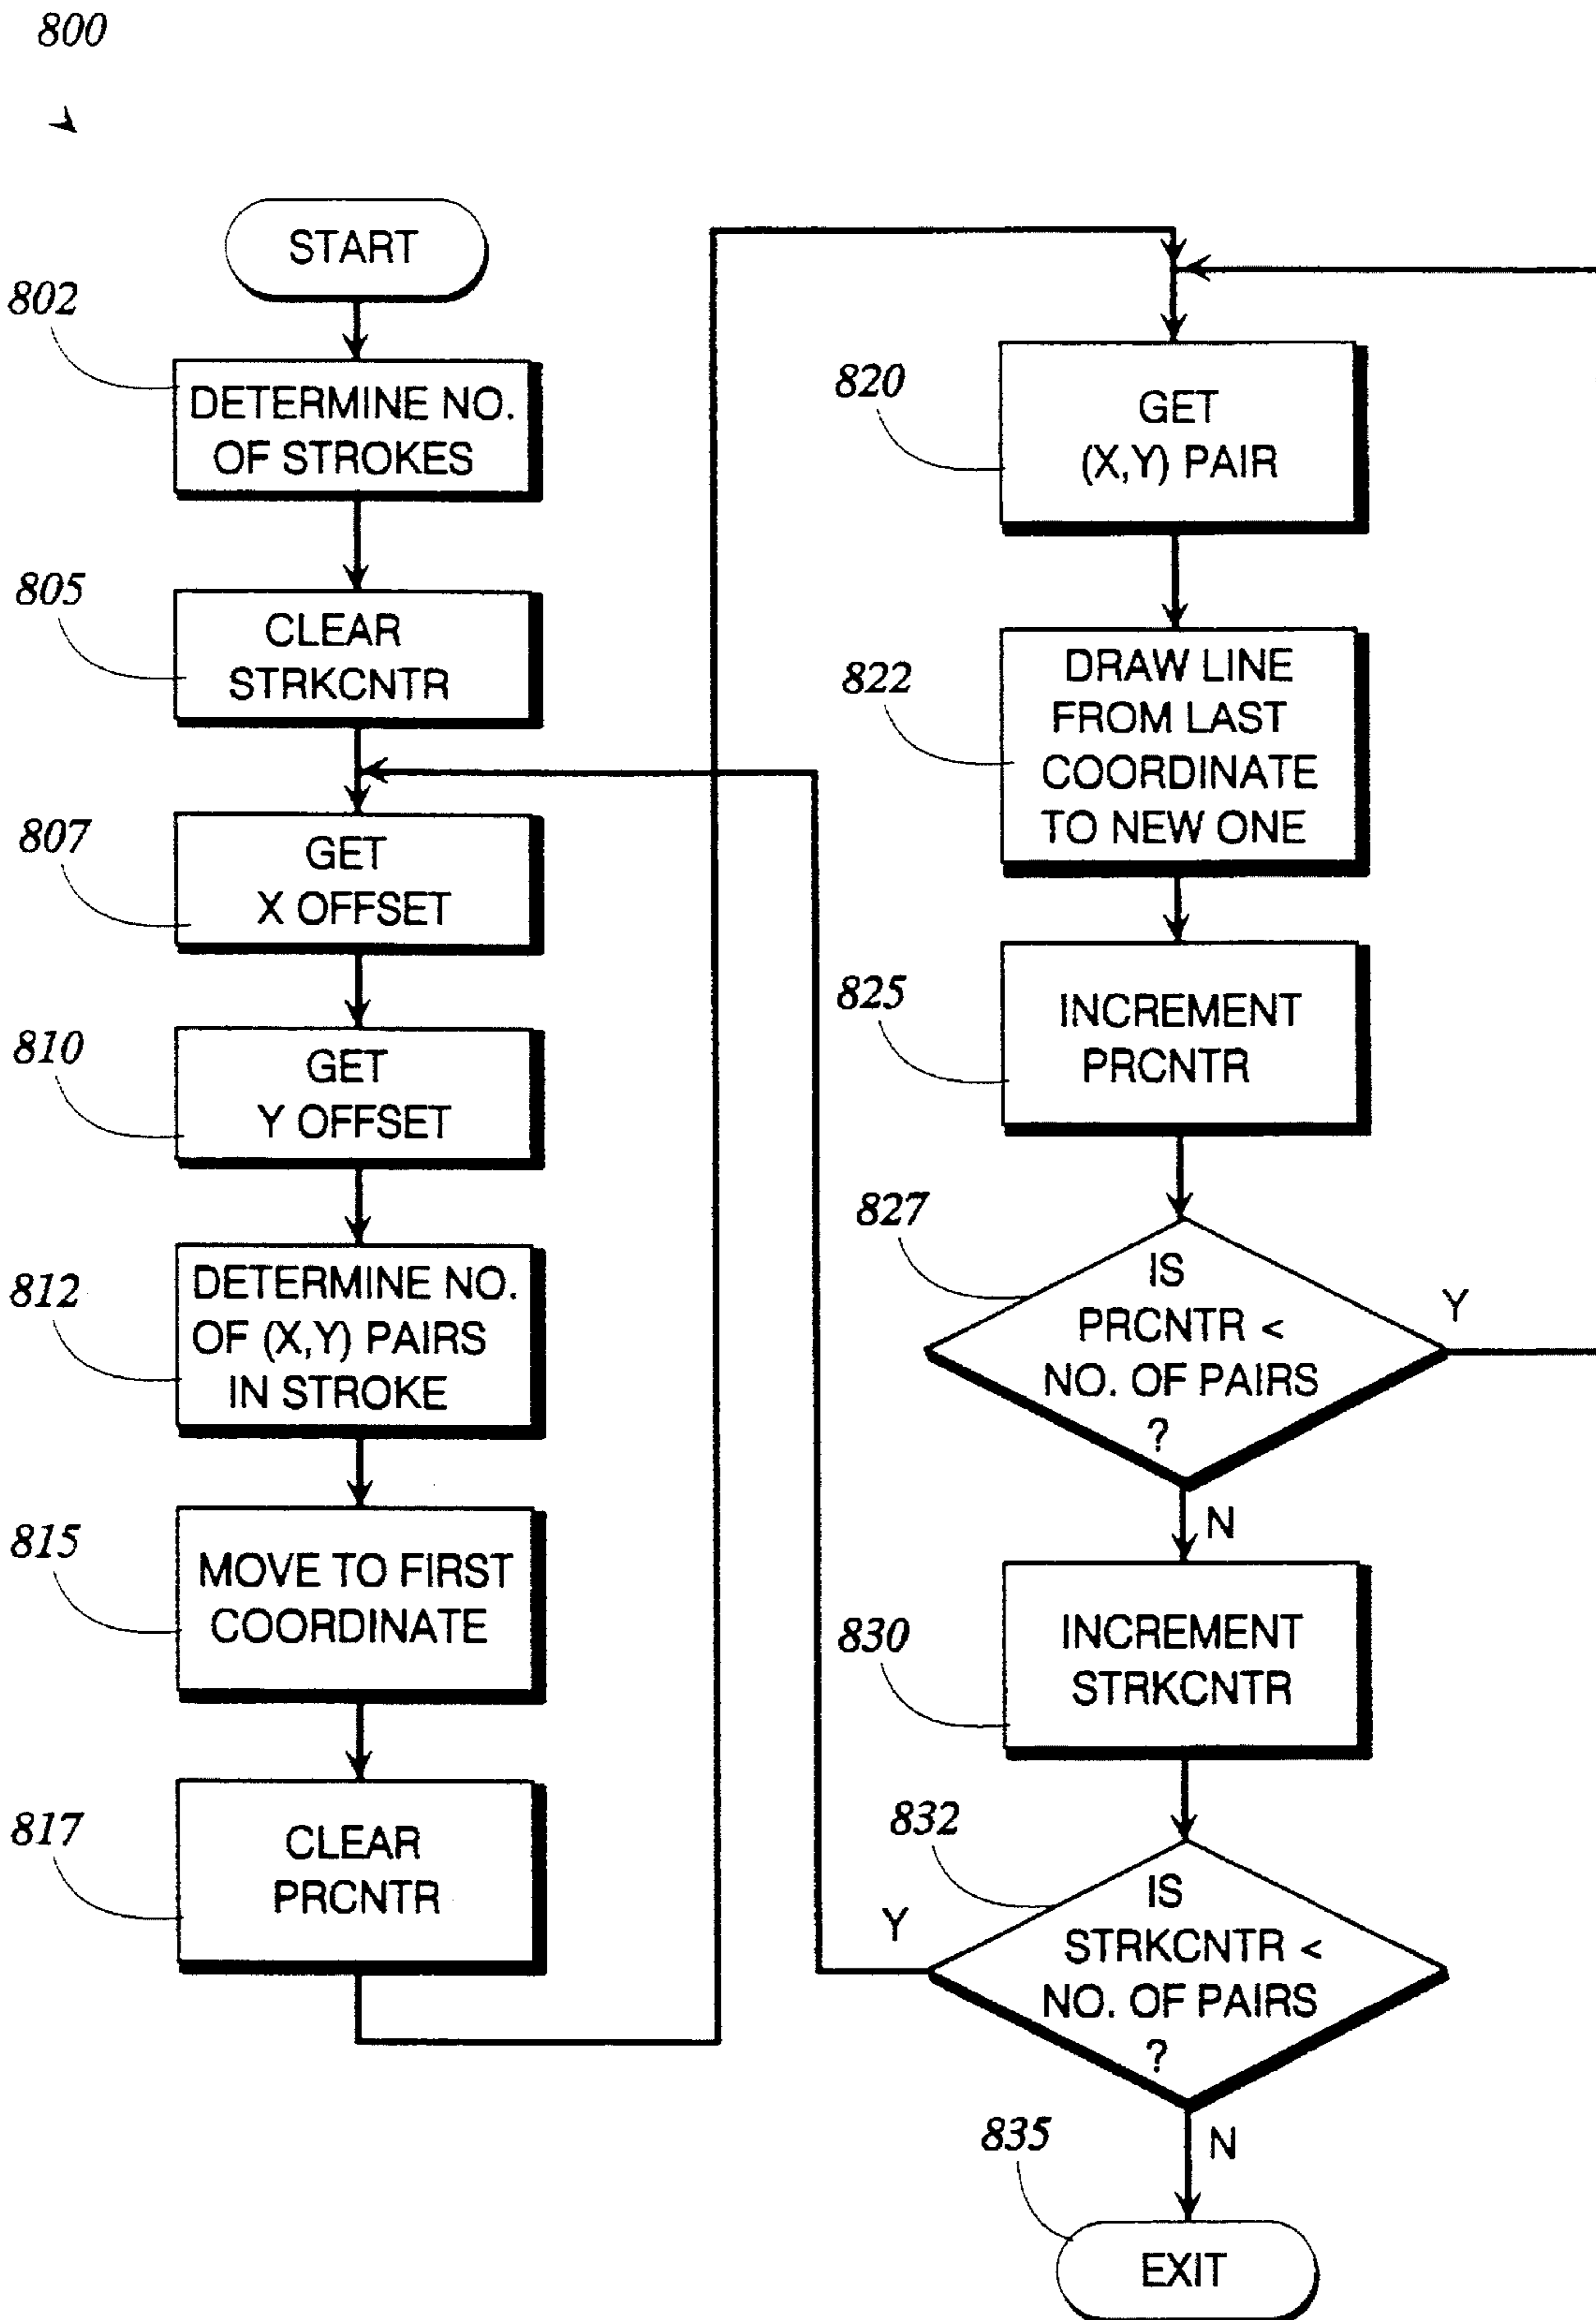 800
START
802
DETERMINE NO.
OF STROKES
805
CLEAR
STRKCNTR
807
GET
X OFFSET
810
GET
Y OFFSET
812
DETERMINE NO.
OF (X,Y) PAIRS
IN STROKE
815
MOVE TO FIRST
COORDINATE
817
CLEAR
PRCNTR
820
GET
(X,Y) PAIR
822
DRAW LINE
FROM LAST
COORDINATE
TO NEW ONE
825
INCREMENT
PRCNTR
827
IS
PRCNTR <
NO. OF PAIRS
?
Y
N
830
INCREMENT
STRKCNTR
832
IS
STRKCNTR <
NO. OF PAIRS
?
Y
N
835
EXIT